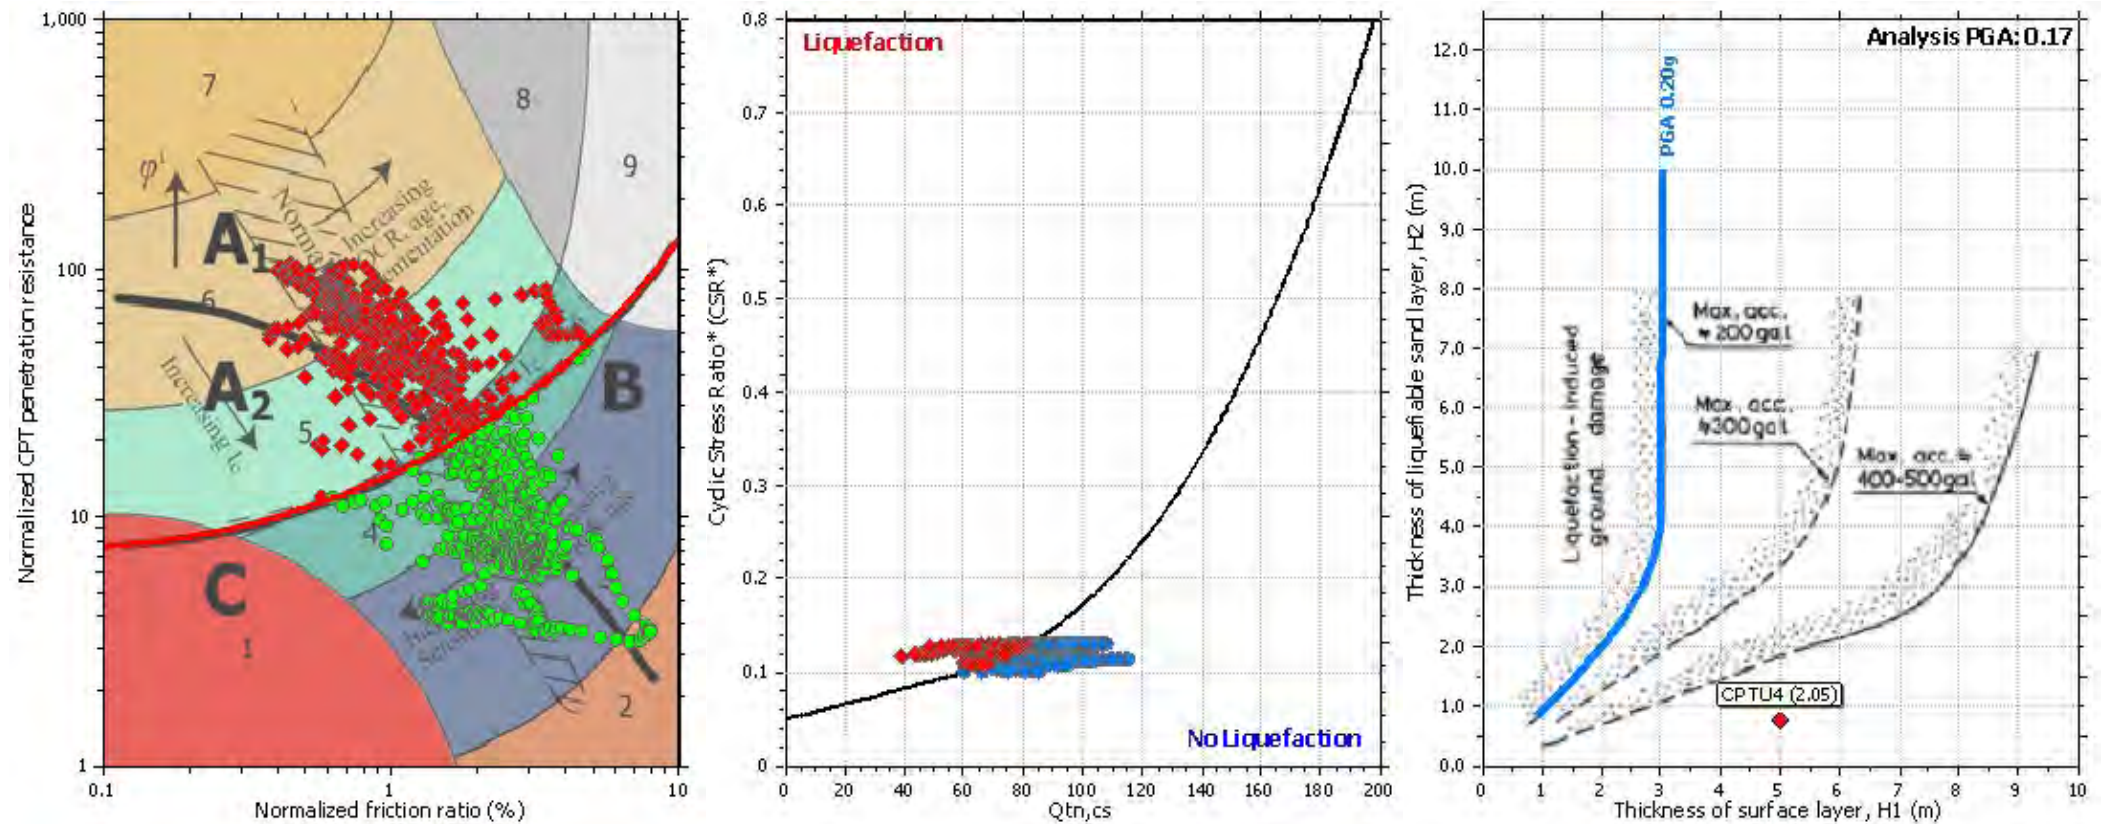 1,000
100
10
1
Normalized CPT penetration resistance
7
8
9
φ'
A1
Increasing
OCR, age,
cementation
6
A2
Increasing Ic
5
B
4
C
1
2
0.1
1
10
Normalized friction ratio (%)
Liquefaction
0.8
0.7
0.6
0.5
0.4
0.3
0.2
0.1
0
Cyclic Stress Ratio* (CSR*)
No Liquefaction
0 20 40 60 80 100 120 140 160 180 200
Qtn,cs
Analysis PGA: 0.17
12.0
11.0
10.0
9.0
8.0
7.0
6.0
5.0
4.0
3.0
2.0
1.0
0.0
Thickness of liquefiable sand layer, H2 (m)
PGA 0.20g
Liquefaction-induced
ground damage
Max. acc.
≒ 200 gal
Max. acc.
≒300gal
Max. acc. ≒
400-500gal
CPTU4 (2.05)
0 1 2 3 4 5 6 7 8 9 10
Thickness of surface layer, H1 (m)